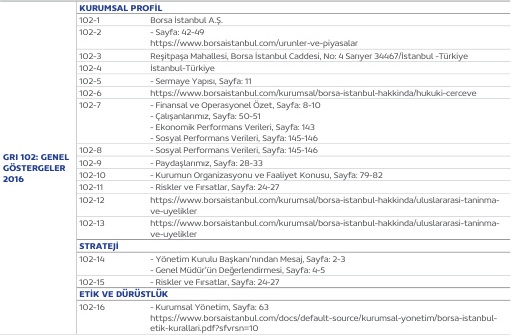 KURUMSAL PROFİL
102-1 Borsa İstanbul A.Ş.
102-2 - Sayfa: 42-49
https://www.borsaistanbul.com/urunler-ve-piyasalar
102-3 Reşitpaşa Mahallesi, Borsa İstanbul Caddesi, No: 4 Sarıyer 34467/İstanbul -Türkiye
102-4 İstanbul-Türkiye
102-5 - Sermaye Yapısı, Sayfa: 11
102-6 https://www.borsaistanbul.com/kurumsal/borsa-istanbul-hakkinda/hukuki-cerceve
102-7 - Finansal ve Operasyonel Özet, Sayfa: 8-10
- Çalışanlarımız, Sayfa: 50-51
- Ekonomik Performans Verileri, Sayfa: 143
- Sosyal Performans Verileri, Sayfa: 145-146
102-8 - Sosyal Performans Verileri, Sayfa: 145-146
GRI 102: GENEL
GÖSTERGELER
2016
102-9 - Paydaşlarımız, Sayfa: 28-33
102-10 - Kurumun Organizasyonu ve Faaliyet Konusu, Sayfa: 79-82
102-11 - Riskler ve Fırsatlar, Sayfa: 24-27
102-12 https://www.borsaistanbul.com/kurumsal/borsa-istanbul-hakkinda/uluslararasi-taninma-
ve-uyelikler
102-13 https://www.borsaistanbul.com/kurumsal/borsa-istanbul-hakkinda/uluslararasi-taninma-
ve-uyelikler
STRATEJİ
102-14 - Yönetim Kurulu Başkanı'nından Mesaj, Sayfa: 2-3
- Genel Müdür'ün Değerlendirmesi, Sayfa: 4-5
102-15 - Riskler ve Fırsatlar, Sayfa: 24-27
ETİK VE DÜRÜSTLÜK
102-16 - Kurumsal Yönetim, Sayfa: 63
https://www.borsaistanbul.com/docs/default-source/kurumsal-yonetim/borsa-istanbul-
etik-kurallari.pdf?sfvrsn=10